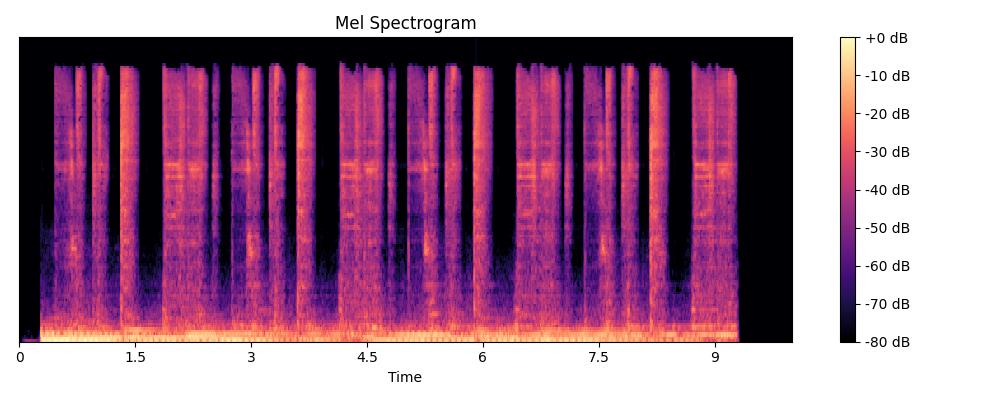 Mel Spectrogram
+0 dB
-10 dB
-20 dB
-30 dB
-40 dB
-50 dB
-60 dB
-70 dB
-80 dB
0 1.5 3 4.5 6 7.5 9
Time